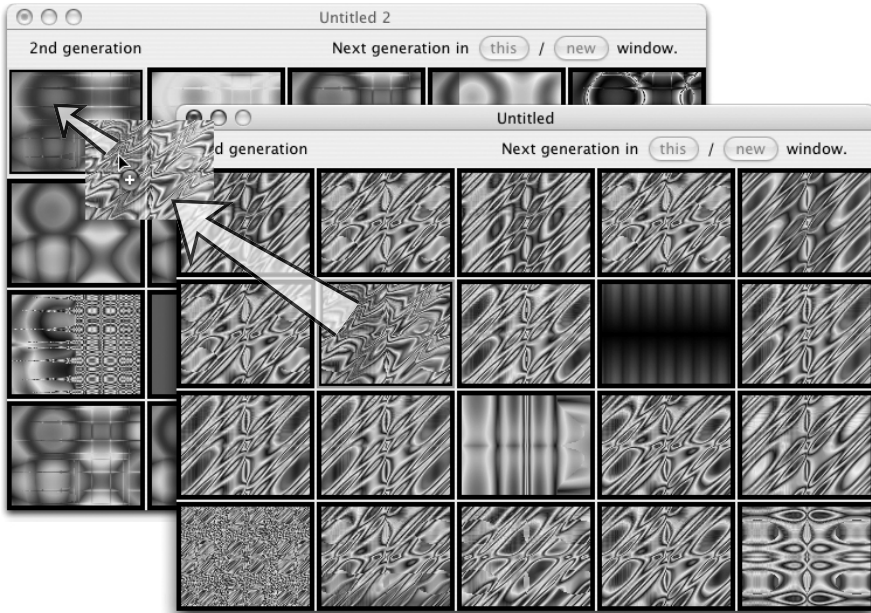 Untitled 2
2nd generation Next generation in this / new window.
Untitled
generation Next generation in this / new window.